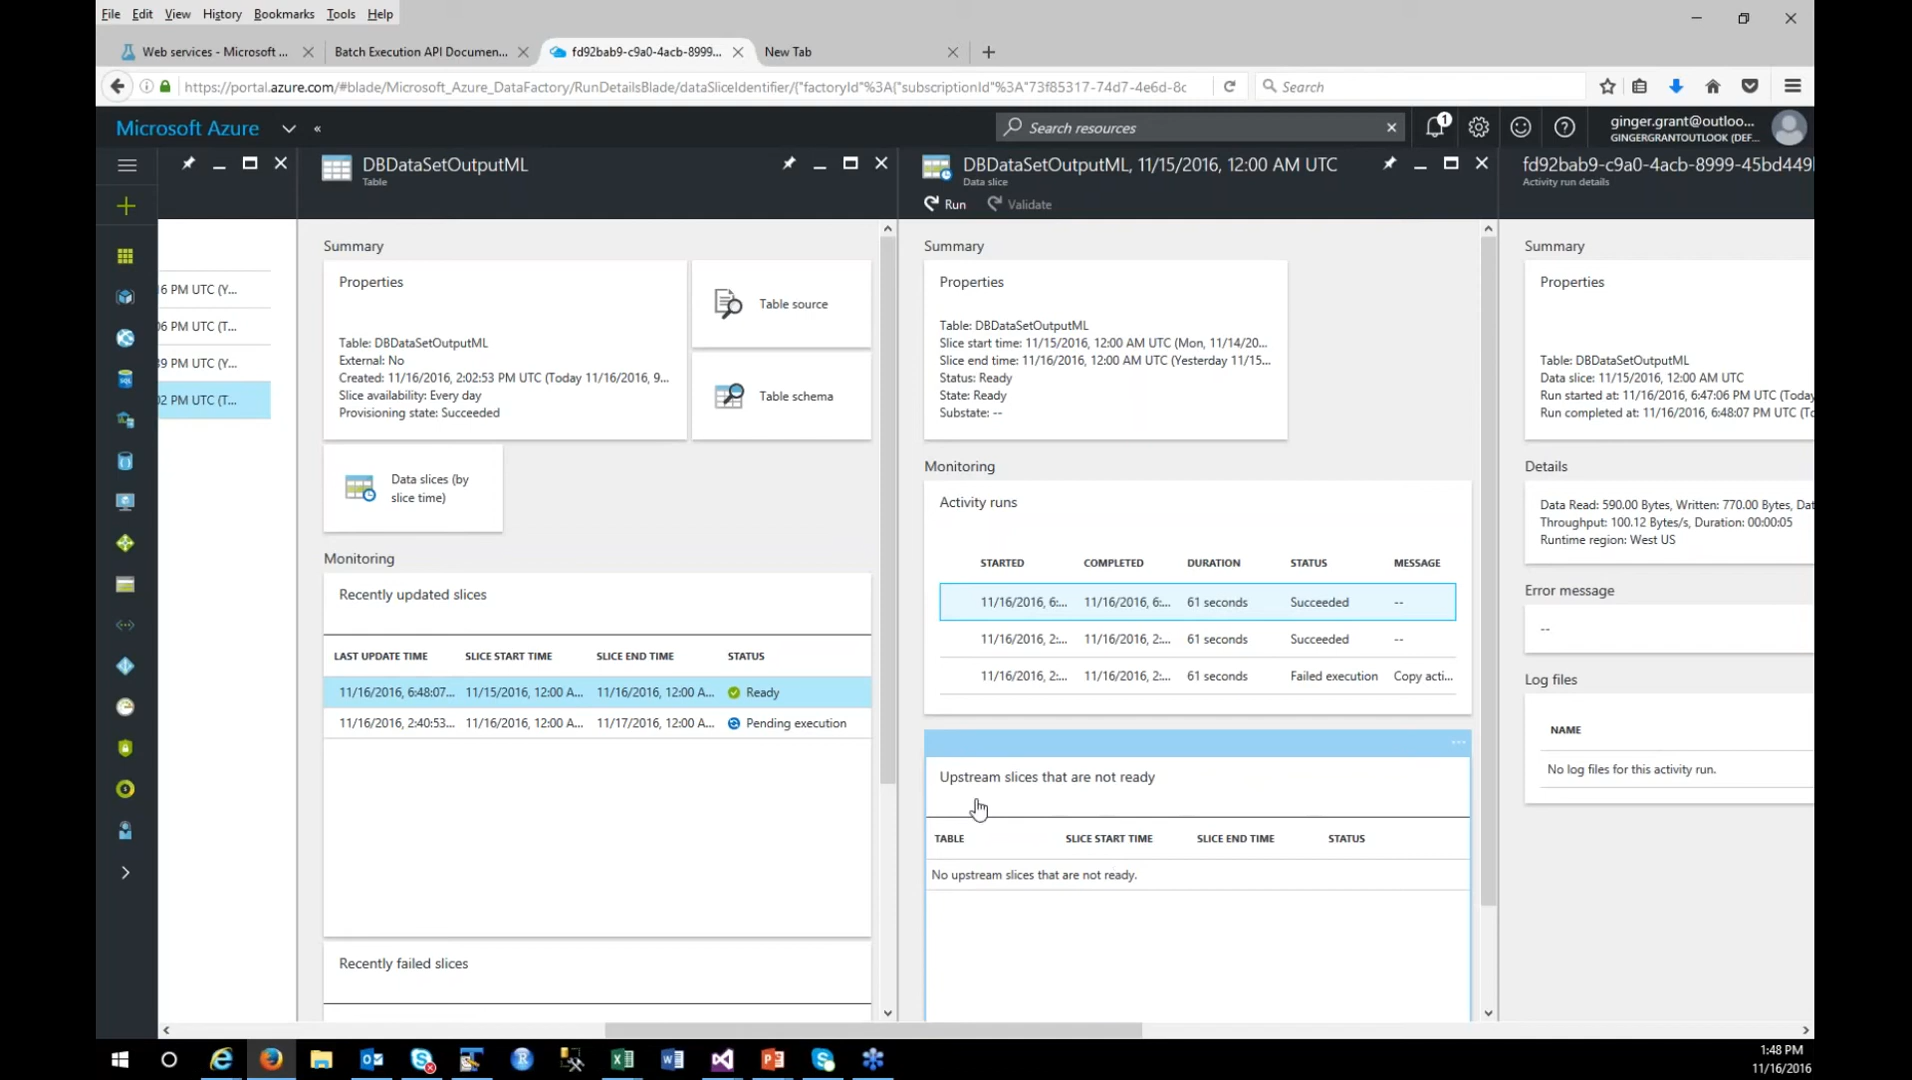 File Edit View History Bookmarks Tools Help
Web services - Microsoft ...
Batch Execution API Documen...
fd92bab9-c9a0-4acb-8999...
New Tab
https://portal.azure.com/#blade/Microsoft_Azure_DataFactory/RunDetailsBlade/dataSliceIdentifier/{"factoryId"%3A{"subscriptionId"%3A"73f85317-74d7-4e6d-8c
Search
Microsoft Azure
Search resources
1
ginger.grant@outloo...
GINGERGRANTOUTLOOK (DEF...
16 PM UTC (Y...
06 PM UTC (T...
39 PM UTC (Y...
02 PM UTC (T...
DBDataSetOutputML
Table
Summary
Properties
Table: DBDataSetOutputML
External: No
Created: 11/16/2016, 2:02:53 PM UTC (Today 11/16/2016, 9...
Slice availability: Every day
Provisioning state: Succeeded
Table source
Table schema
Data slices (by
slice time)
Monitoring
Recently updated slices
LAST UPDATE TIME SLICE START TIME SLICE END TIME STATUS
11/16/2016, 6:48:07... 11/15/2016, 12:00 A... 11/16/2016, 12:00 A... Ready
11/16/2016, 2:40:53... 11/16/2016, 12:00 A... 11/17/2016, 12:00 A... Pending execution
Recently failed slices
DBDataSetOutputML, 11/15/2016, 12:00 AM UTC
Data slice
Run Validate
Summary
Properties
Table: DBDataSetOutputML
Slice start time: 11/15/2016, 12:00 AM UTC (Mon, 11/14/20...
Slice end time: 11/16/2016, 12:00 AM UTC (Yesterday 11/15...
Status: Ready
State: Ready
Substate: --
Monitoring
Activity runs
STARTED COMPLETED DURATION STATUS MESSAGE
11/16/2016, 6:... 11/16/2016, 6:... 61 seconds Succeeded --
11/16/2016, 2:... 11/16/2016, 2:... 61 seconds Succeeded --
11/16/2016, 2:... 11/16/2016, 2:... 61 seconds Failed execution Copy acti...
Upstream slices that are not ready
TABLE SLICE START TIME SLICE END TIME STATUS
No upstream slices that are not ready.
fd92bab9-c9a0-4acb-8999-45bd449
Activity run details
Summary
Properties
Table: DBDataSetOutputML
Data slice: 11/15/2016, 12:00 AM UTC
Run started at: 11/16/2016, 6:47:06 PM UTC (Today
Run completed at: 11/16/2016, 6:48:07 PM UTC (To
Details
Data Read: 590.00 Bytes, Written: 770.00 Bytes, Dat
Throughput: 100.12 Bytes/s, Duration: 00:00:05
Runtime region: West US
Error message
--
Log files
NAME
No log files for this activity run.
1:48 PM
11/16/2016